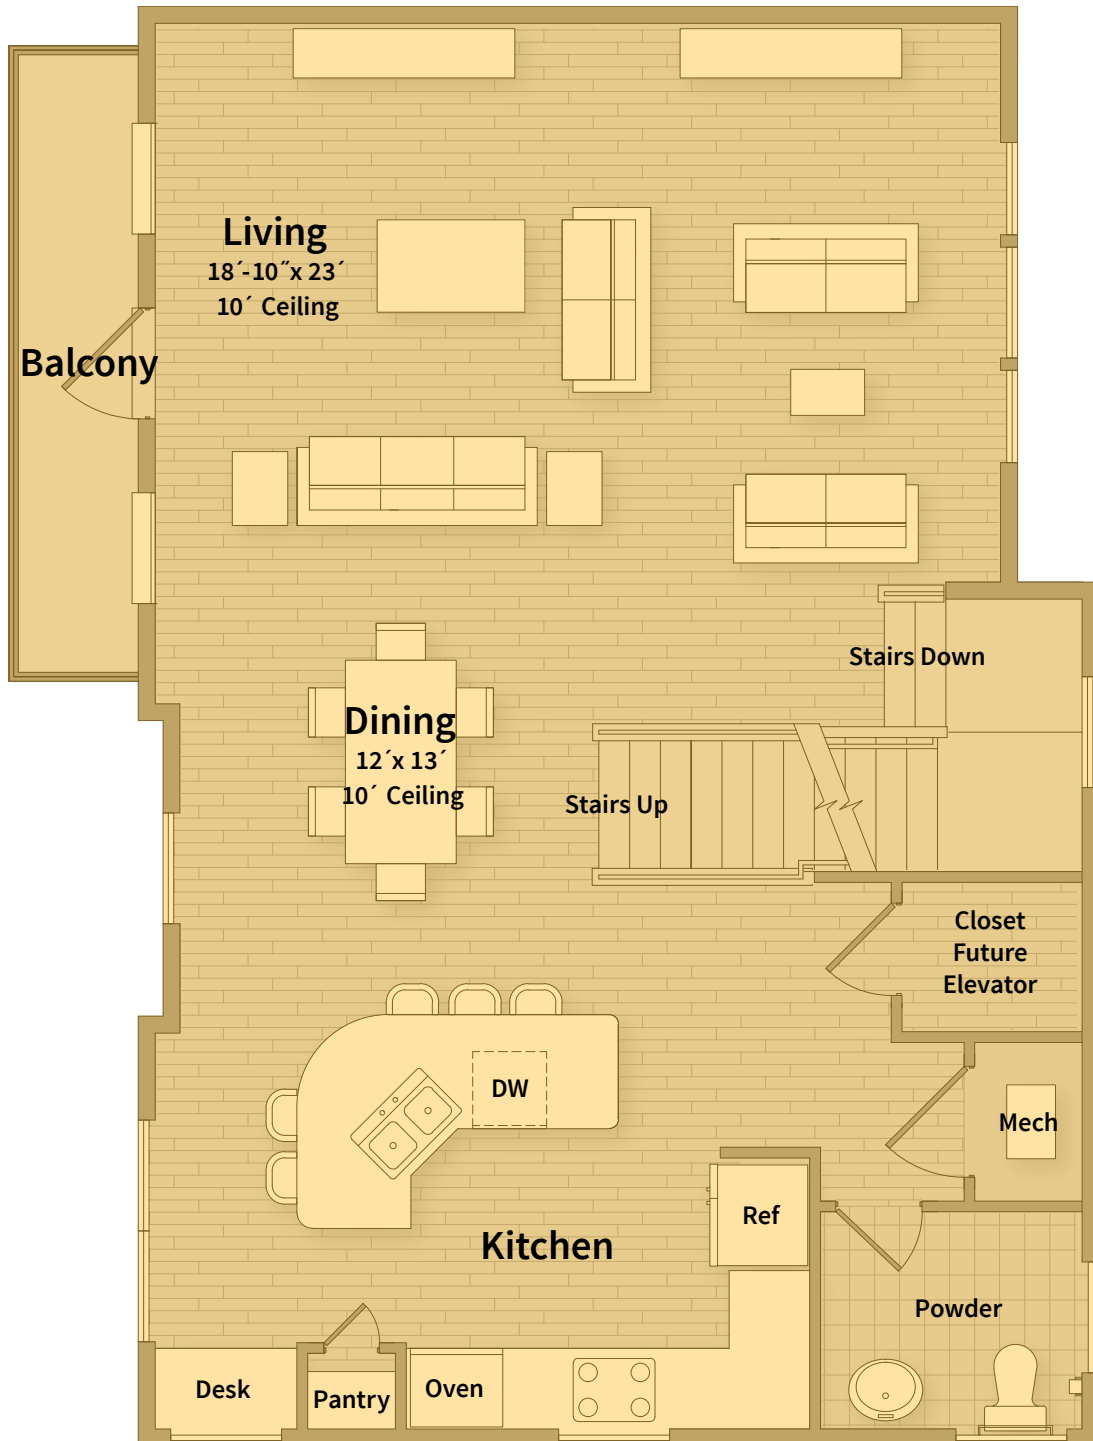 Living
18´-10˝x 23´
10´ Ceiling
Balcony
Stairs Down
Dining
12´x 13´
10´ Ceiling
Stairs Up
Closet
Future
Elevator
DW
Mech
Ref
Kitchen
Powder
Desk
Pantry
Oven